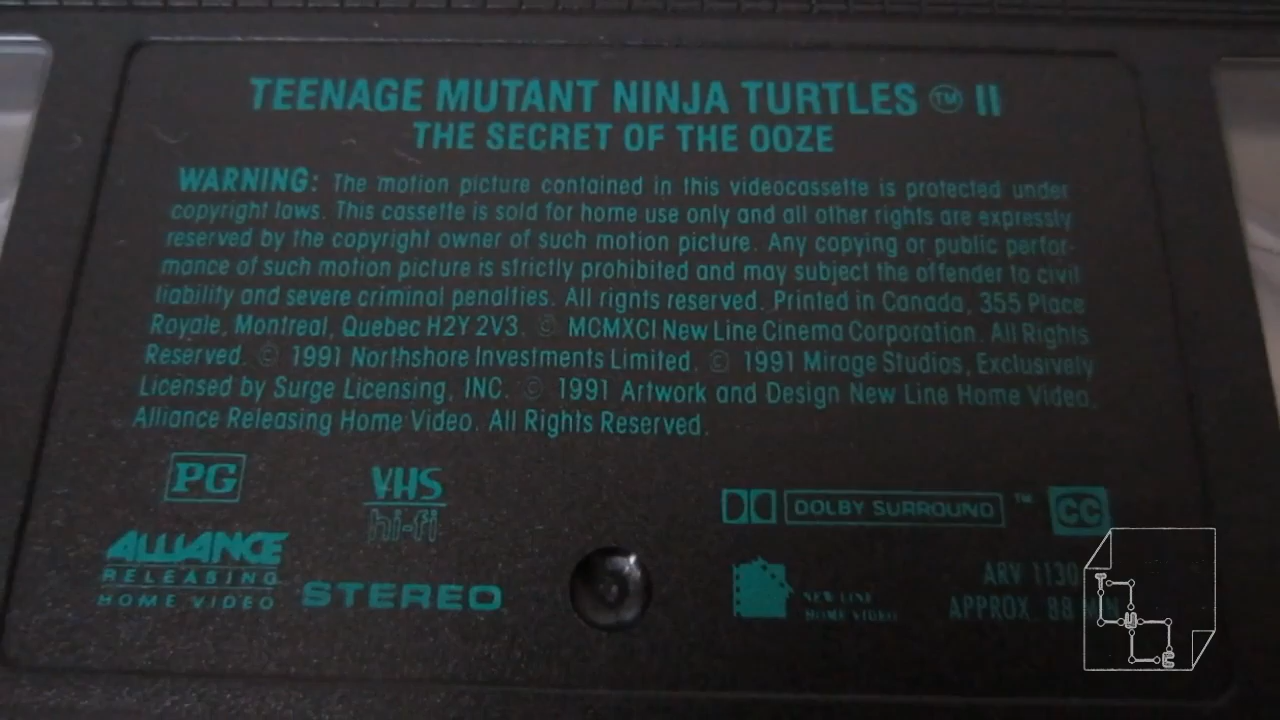 TEENAGE MUTANT NINJA TURTLES ™ II
THE SECRET OF THE OOZE
WARNING: The motion picture contained in this videocassette is protected under
copyright laws. This cassette is sold for home use only and all other rights are expressly
reserved by the copyright owner of such motion picture. Any copying or public perfor-
mance of such motion picture is strictly prohibited and may subject the offender to civil
liability and severe criminal penalties. All rights reserved. Printed in Canada, 355 Place
Royale, Montreal, Quebec H2Y 2V3. © MCMXCI New Line Cinema Corporation. All Rights
Reserved. © 1991 Northshore Investments Limited. © 1991 Mirage Studios, Exclusively
Licensed by Surge Licensing, INC. © 1991 Artwork and Design New Line Home Video.
Alliance Releasing Home Video. All Rights Reserved.
PG
VHS
hi-fi
DOLBY SURROUND ™
CC
ALLIANCE
RELEASING
HOME VIDEO
STEREO
NEW LINE
HOME VIDEO
ARV 1130
APPROX. 88 MIN